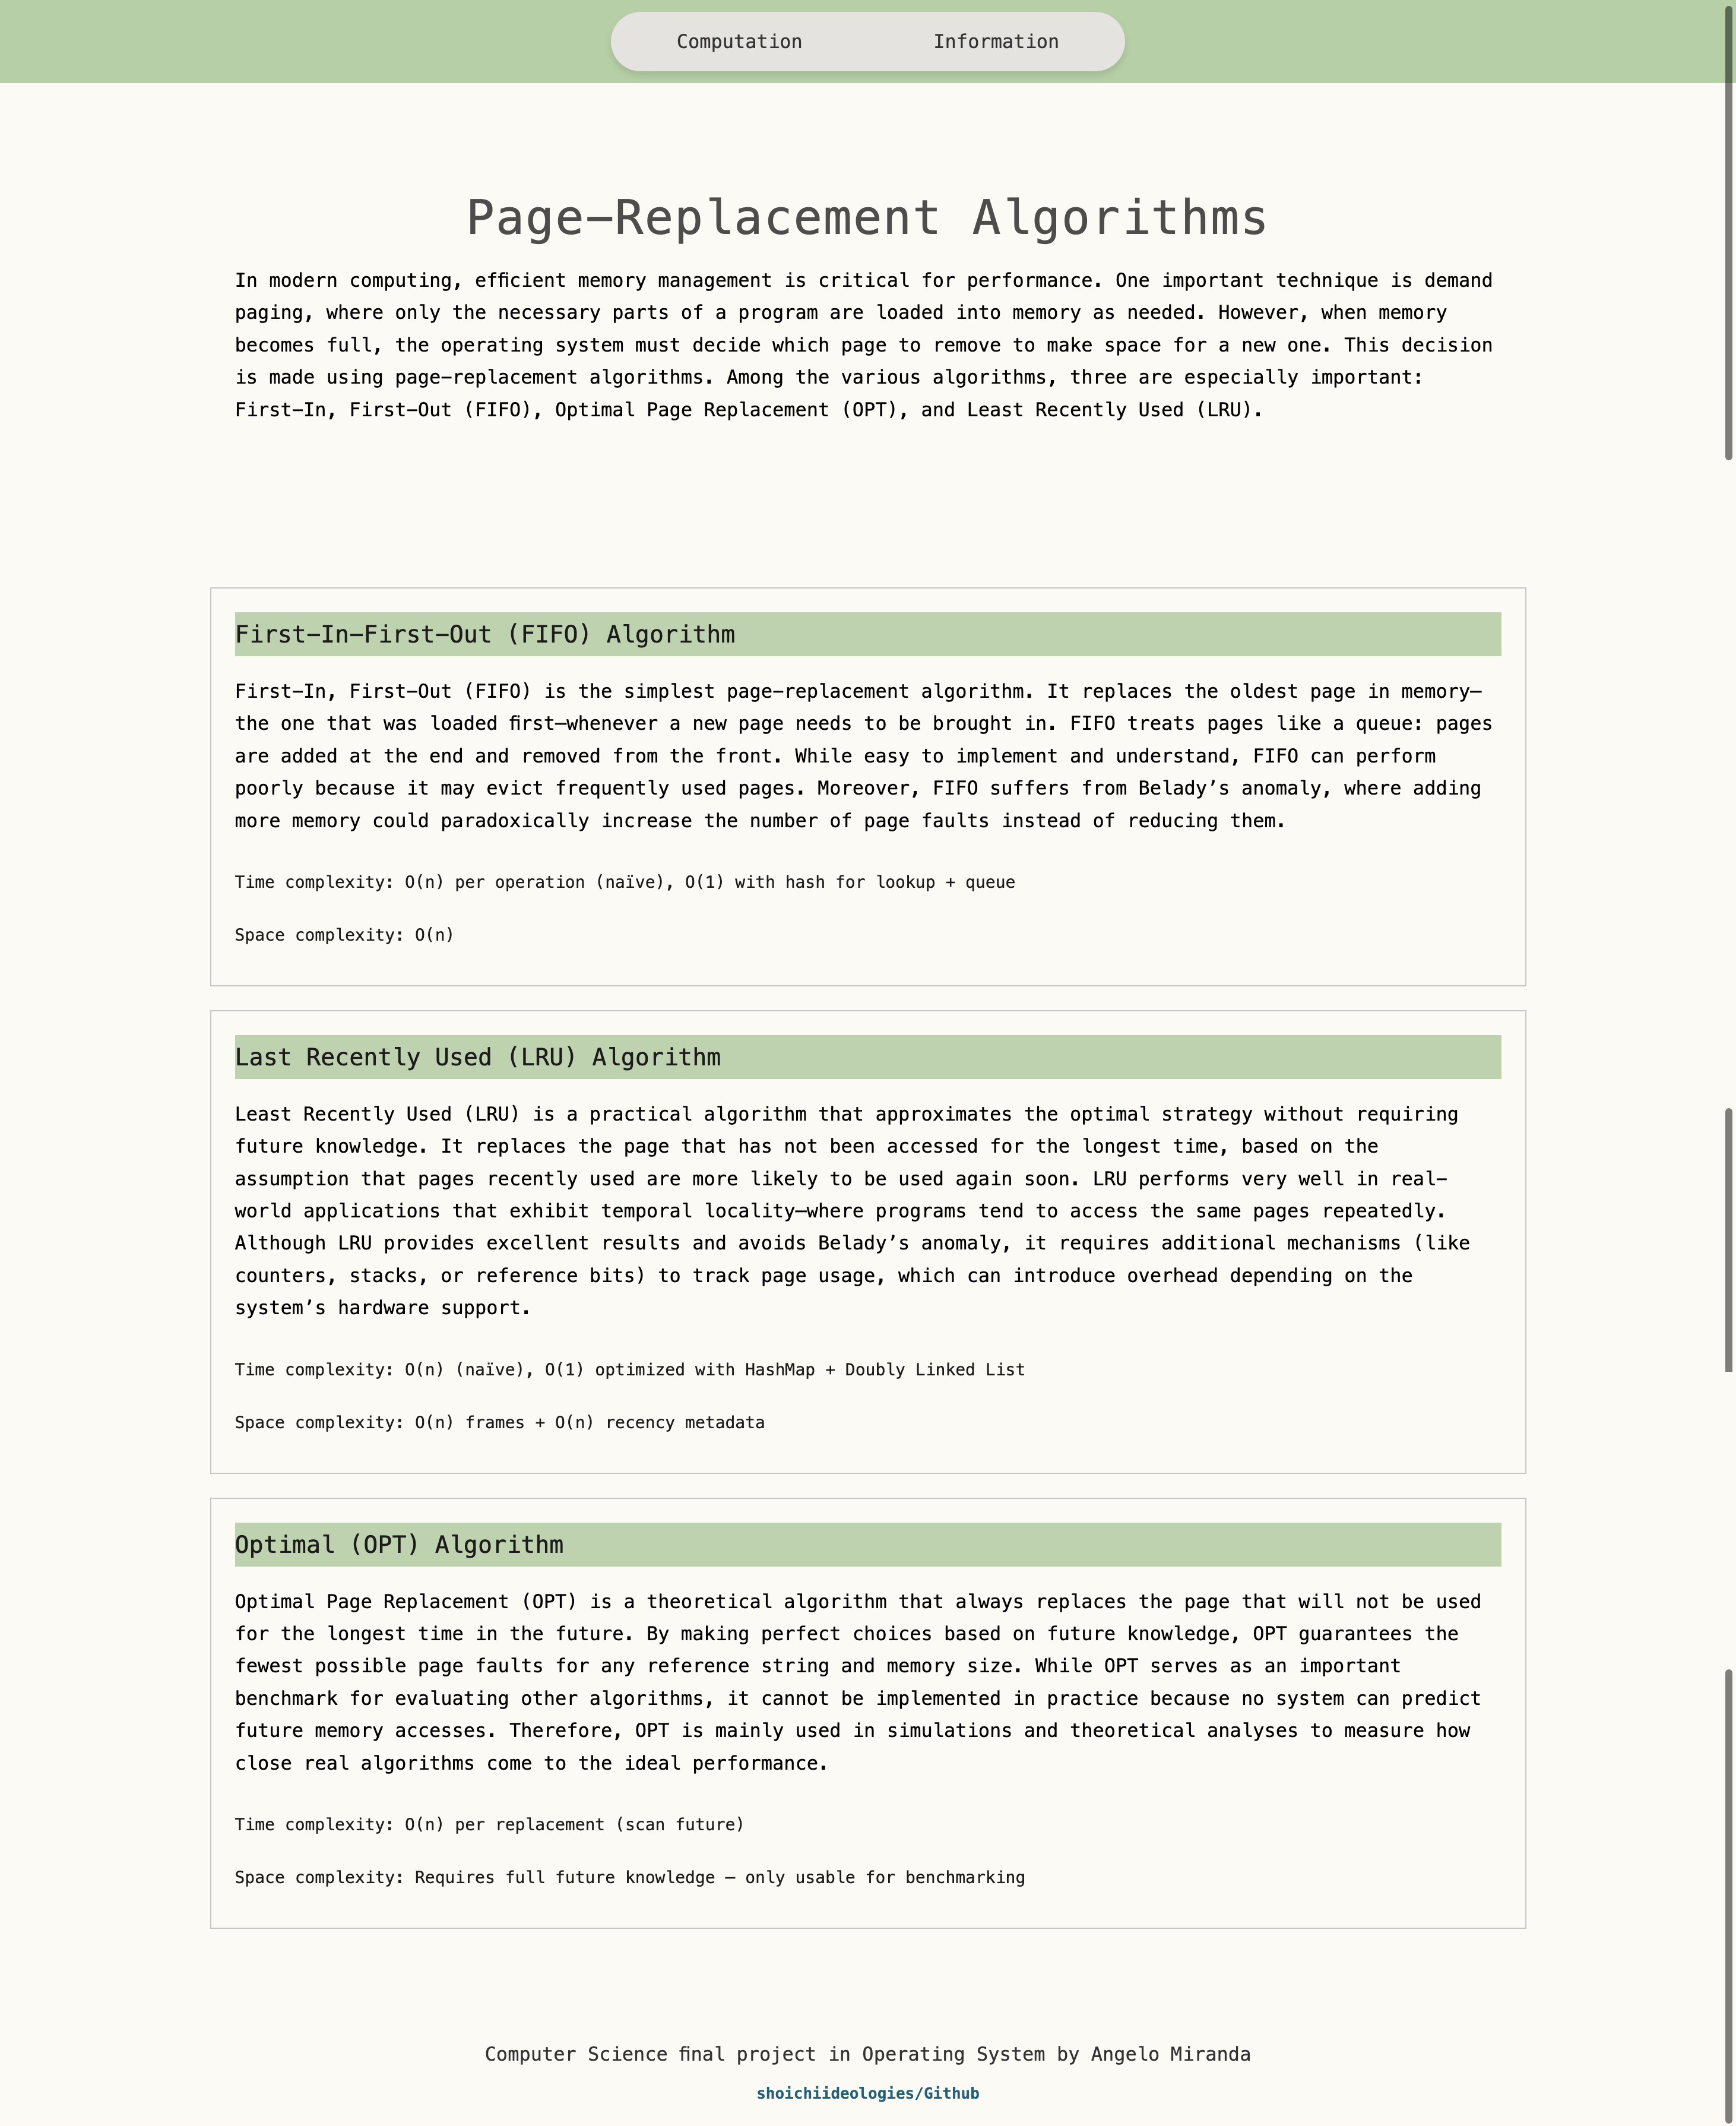 Computation Information
Page-Replacement Algorithms
In modern computing, efficient memory management is critical for performance. One important technique is demand
paging, where only the necessary parts of a program are loaded into memory as needed. However, when memory
becomes full, the operating system must decide which page to remove to make space for a new one. This decision
is made using page-replacement algorithms. Among the various algorithms, three are especially important:
First-In, First-Out (FIFO), Optimal Page Replacement (OPT), and Least Recently Used (LRU).
First-In-First-Out (FIFO) Algorithm
First-In, First-Out (FIFO) is the simplest page-replacement algorithm. It replaces the oldest page in memory—
the one that was loaded first—whenever a new page needs to be brought in. FIFO treats pages like a queue: pages
are added at the end and removed from the front. While easy to implement and understand, FIFO can perform
poorly because it may evict frequently used pages. Moreover, FIFO suffers from Belady’s anomaly, where adding
more memory could paradoxically increase the number of page faults instead of reducing them.
Time complexity: O(n) per operation (naïve), O(1) with hash for lookup + queue
Space complexity: O(n)
Last Recently Used (LRU) Algorithm
Least Recently Used (LRU) is a practical algorithm that approximates the optimal strategy without requiring
future knowledge. It replaces the page that has not been accessed for the longest time, based on the
assumption that pages recently used are more likely to be used again soon. LRU performs very well in real-
world applications that exhibit temporal locality—where programs tend to access the same pages repeatedly.
Although LRU provides excellent results and avoids Belady’s anomaly, it requires additional mechanisms (like
counters, stacks, or reference bits) to track page usage, which can introduce overhead depending on the
system’s hardware support.
Time complexity: O(n) (naïve), O(1) optimized with HashMap + Doubly Linked List
Space complexity: O(n) frames + O(n) recency metadata
Optimal (OPT) Algorithm
Optimal Page Replacement (OPT) is a theoretical algorithm that always replaces the page that will not be used
for the longest time in the future. By making perfect choices based on future knowledge, OPT guarantees the
fewest possible page faults for any reference string and memory size. While OPT serves as an important
benchmark for evaluating other algorithms, it cannot be implemented in practice because no system can predict
future memory accesses. Therefore, OPT is mainly used in simulations and theoretical analyses to measure how
close real algorithms come to the ideal performance.
Time complexity: O(n) per replacement (scan future)
Space complexity: Requires full future knowledge — only usable for benchmarking
Computer Science final project in Operating System by Angelo Miranda
shoichiideologies/Github